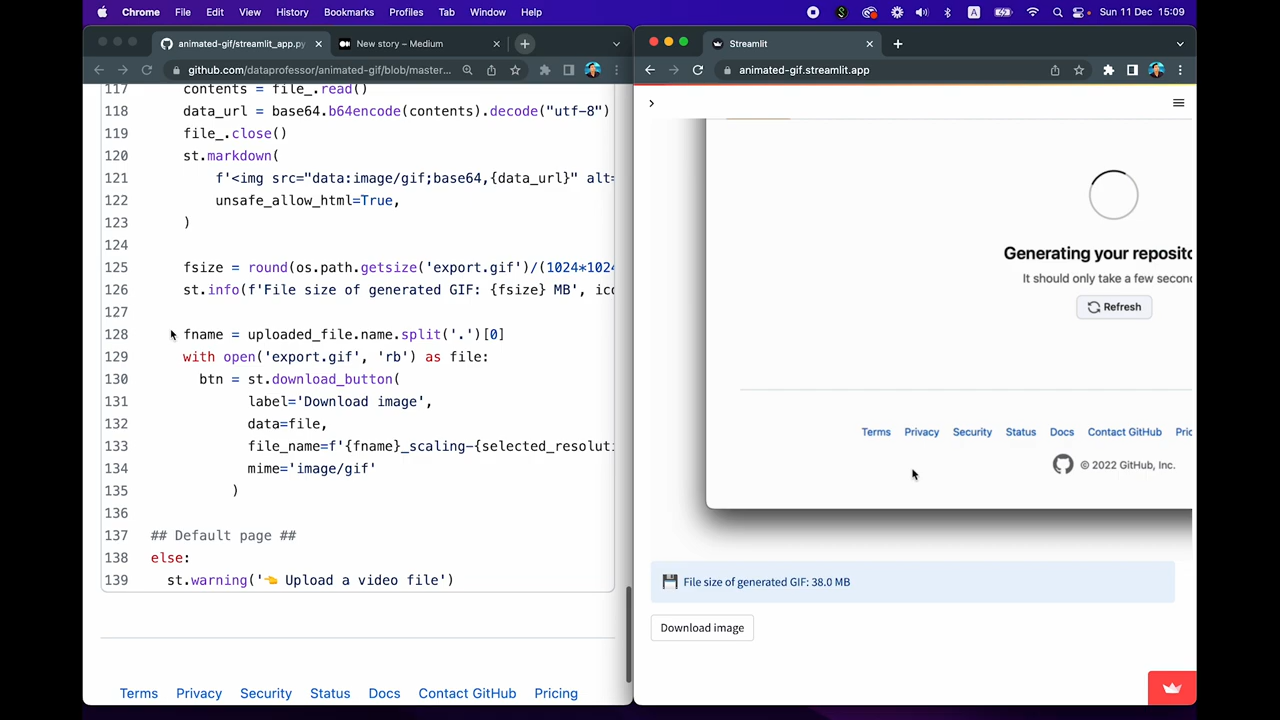 Chrome File Edit View History Bookmarks Profiles Tab Window Help
A Sun 11 Dec 15:09
animated-gif/streamlit_app.py
New story – Medium
github.com/dataprofessor/animated-gif/blob/master...
117 contents = file_.read()
118 data_url = base64.b64encode(contents).decode("utf-8")
119 file_.close()
120 st.markdown(
121 f'<img src="data:image/gif;base64,{data_url}" alt=
122 unsafe_allow_html=True,
123 )
124
125 fsize = round(os.path.getsize('export.gif')/(1024*1024
126 st.info(f'File size of generated GIF: {fsize} MB', ico
127
128 fname = uploaded_file.name.split('.')[0]
129 with open('export.gif', 'rb') as file:
130 btn = st.download_button(
131 label='Download image',
132 data=file,
133 file_name=f'{fname}_scaling-{selected_resoluti
134 mime='image/gif'
135 )
136
137 ## Default page ##
138 else:
139 st.warning('👈 Upload a video file')
Terms Privacy Security Status Docs Contact GitHub Pricing
Streamlit
animated-gif.streamlit.app
Generating your reposito
It should only take a few second
Refresh
Terms Privacy Security Status Docs Contact GitHub Pric
© 2022 GitHub, Inc.
💾 File size of generated GIF: 38.0 MB
Download image